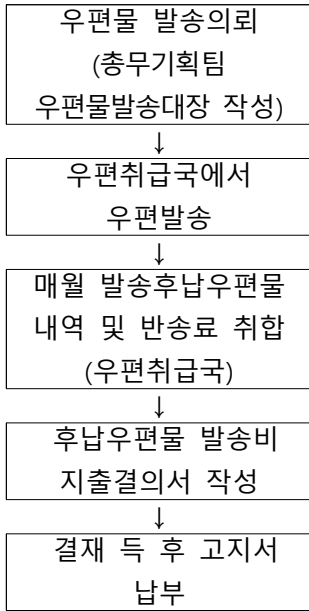 우편물 발송의뢰
(총무기획팀
우편물발송대장 작성)
↓
우편취급국에서
우편발송
↓
매월 발송후납우편물
내역 및 반송료 취합
(우편취급국)
↓
후납우편물 발송비
지출결의서 작성
↓
결재 득 후 고지서
납부